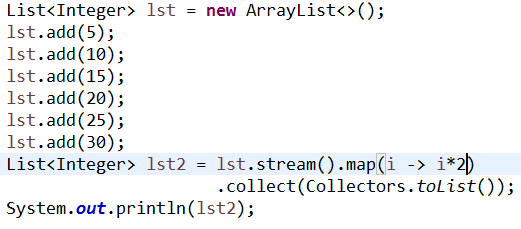 List<Integer> lst = new ArrayList<>();
lst.add(5);
lst.add(10);
lst.add(15);
lst.add(20);
lst.add(25);
lst.add(30);
List<Integer> lst2 = lst.stream().map(i -> i*2)
.collect(Collectors.toList());
System.out.println(lst2);